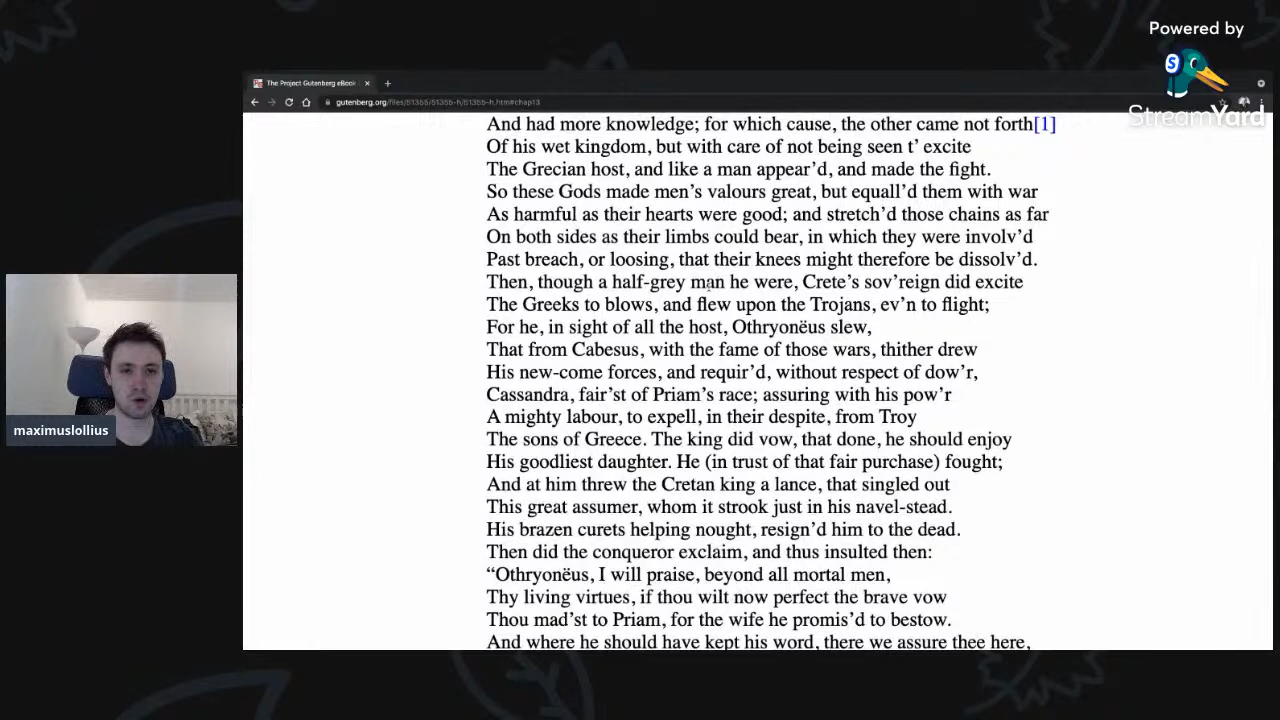 Powered by
S
StreamYard
The Project Gutenberg eBook
gutenberg.org/files/51355/51355-h/51355-h.htm#chap13
And had more knowledge; for which cause, the other came not forth[1]
Of his wet kingdom, but with care of not being seen t’ excite
The Grecian host, and like a man appear’d, and made the fight.
So these Gods made men’s valours great, but equall’d them with war
As harmful as their hearts were good; and stretch’d those chains as far
On both sides as their limbs could bear, in which they were involv’d
Past breach, or loosing, that their knees might therefore be dissolv’d.
Then, though a half-grey man he were, Crete’s sov’reign did excite
The Greeks to blows, and flew upon the Trojans, ev’n to flight;
For he, in sight of all the host, Othryonëus slew,
That from Cabesus, with the fame of those wars, thither drew
His new-come forces, and requir’d, without respect of dow’r,
Cassandra, fair’st of Priam’s race; assuring with his pow’r
A mighty labour, to expell, in their despite, from Troy
The sons of Greece. The king did vow, that done, he should enjoy
His goodliest daughter. He (in trust of that fair purchase) fought;
And at him threw the Cretan king a lance, that singled out
This great assumer, whom it strook just in his navel-stead.
His brazen curets helping nought, resign’d him to the dead.
Then did the conqueror exclaim, and thus insulted then:
“Othryonëus, I will praise, beyond all mortal men,
Thy living virtues, if thou wilt now perfect the brave vow
Thou mad’st to Priam, for the wife he promis’d to bestow.
And where he should have kept his word, there we assure thee here,
maximuslollius